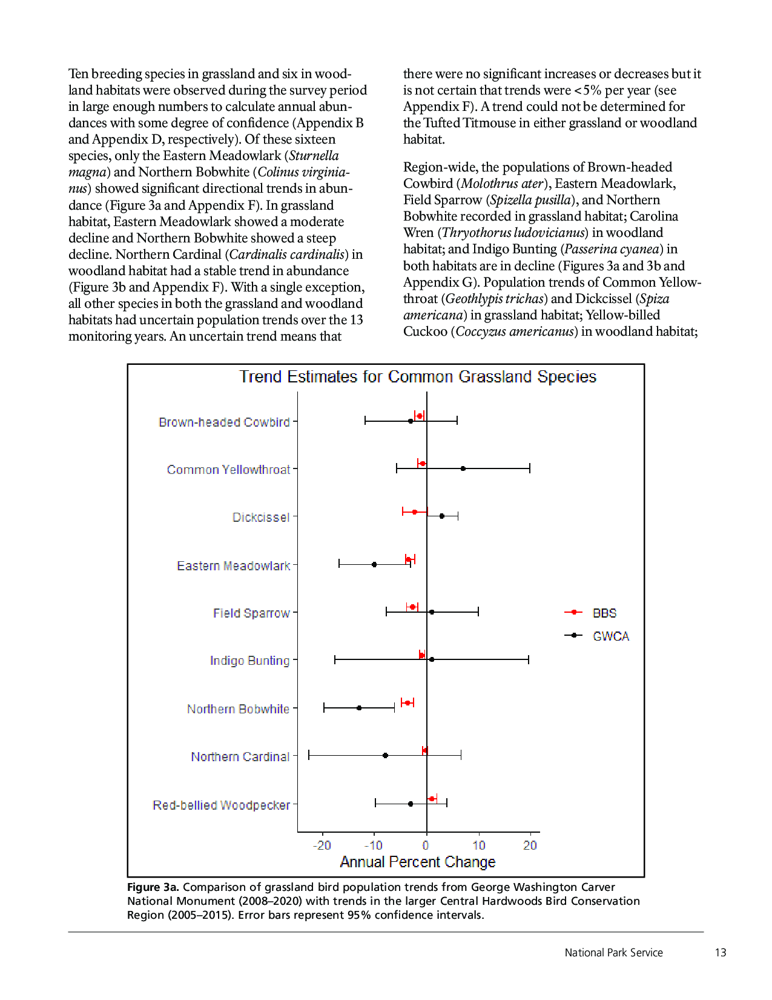 Ten breeding species in grassland and six in wood-
land habitats were observed during the survey period
in large enough numbers to calculate annual abun-
dances with some degree of confidence (Appendix B
and Appendix D, respectively). Of these sixteen
species, only the Eastern Meadowlark (Sturnella
magna) and Northern Bobwhite (Colinus virginia-
nus) showed significant directional trends in abun-
dance (Figure 3a and Appendix F). In grassland
habitat, Eastern Meadowlark showed a moderate
decline and Northern Bobwhite showed a steep
decline. Northern Cardinal (Cardinalis cardinalis) in
woodland habitat had a stable trend in abundance
(Figure 3b and Appendix F). With a single exception,
all other species in both the grassland and woodland
habitats had uncertain population trends over the 13
monitoring years. An uncertain trend means that
there were no significant increases or decreases but it
is not certain that trends were <5% per year (see
Appendix F). A trend could not be determined for
the Tufted Titmouse in either grassland or woodland
habitat.
Region-wide, the populations of Brown-headed
Cowbird (Molothrus ater), Eastern Meadowlark,
Field Sparrow (Spizella pusilla), and Northern
Bobwhite recorded in grassland habitat; Carolina
Wren (Thryothorus ludovicianus) in woodland
habitat; and Indigo Bunting (Passerina cyanea) in
both habitats are in decline (Figures 3a and 3b and
Appendix G). Population trends of Common Yellow-
throat (Geothlypis trichas) and Dickcissel (Spiza
americana) in grassland habitat; Yellow-billed
Cuckoo (Coccyzus americanus) in woodland habitat;
Trend Estimates for Common Grassland Species
Brown-headed Cowbird
Common Yellowthroat
Dickcissel
Eastern Meadowlark
Field Sparrow
Indigo Bunting
Northern Bobwhite
Northern Cardinal
Red-bellied Woodpecker
BBS
GWCA
-20 -10 0 10 20
Annual Percent Change
Figure 3a. Comparison of grassland bird population trends from George Washington Carver
National Monument (2008–2020) with trends in the larger Central Hardwoods Bird Conservation
Region (2005–2015). Error bars represent 95% confidence intervals.
National Park Service 13